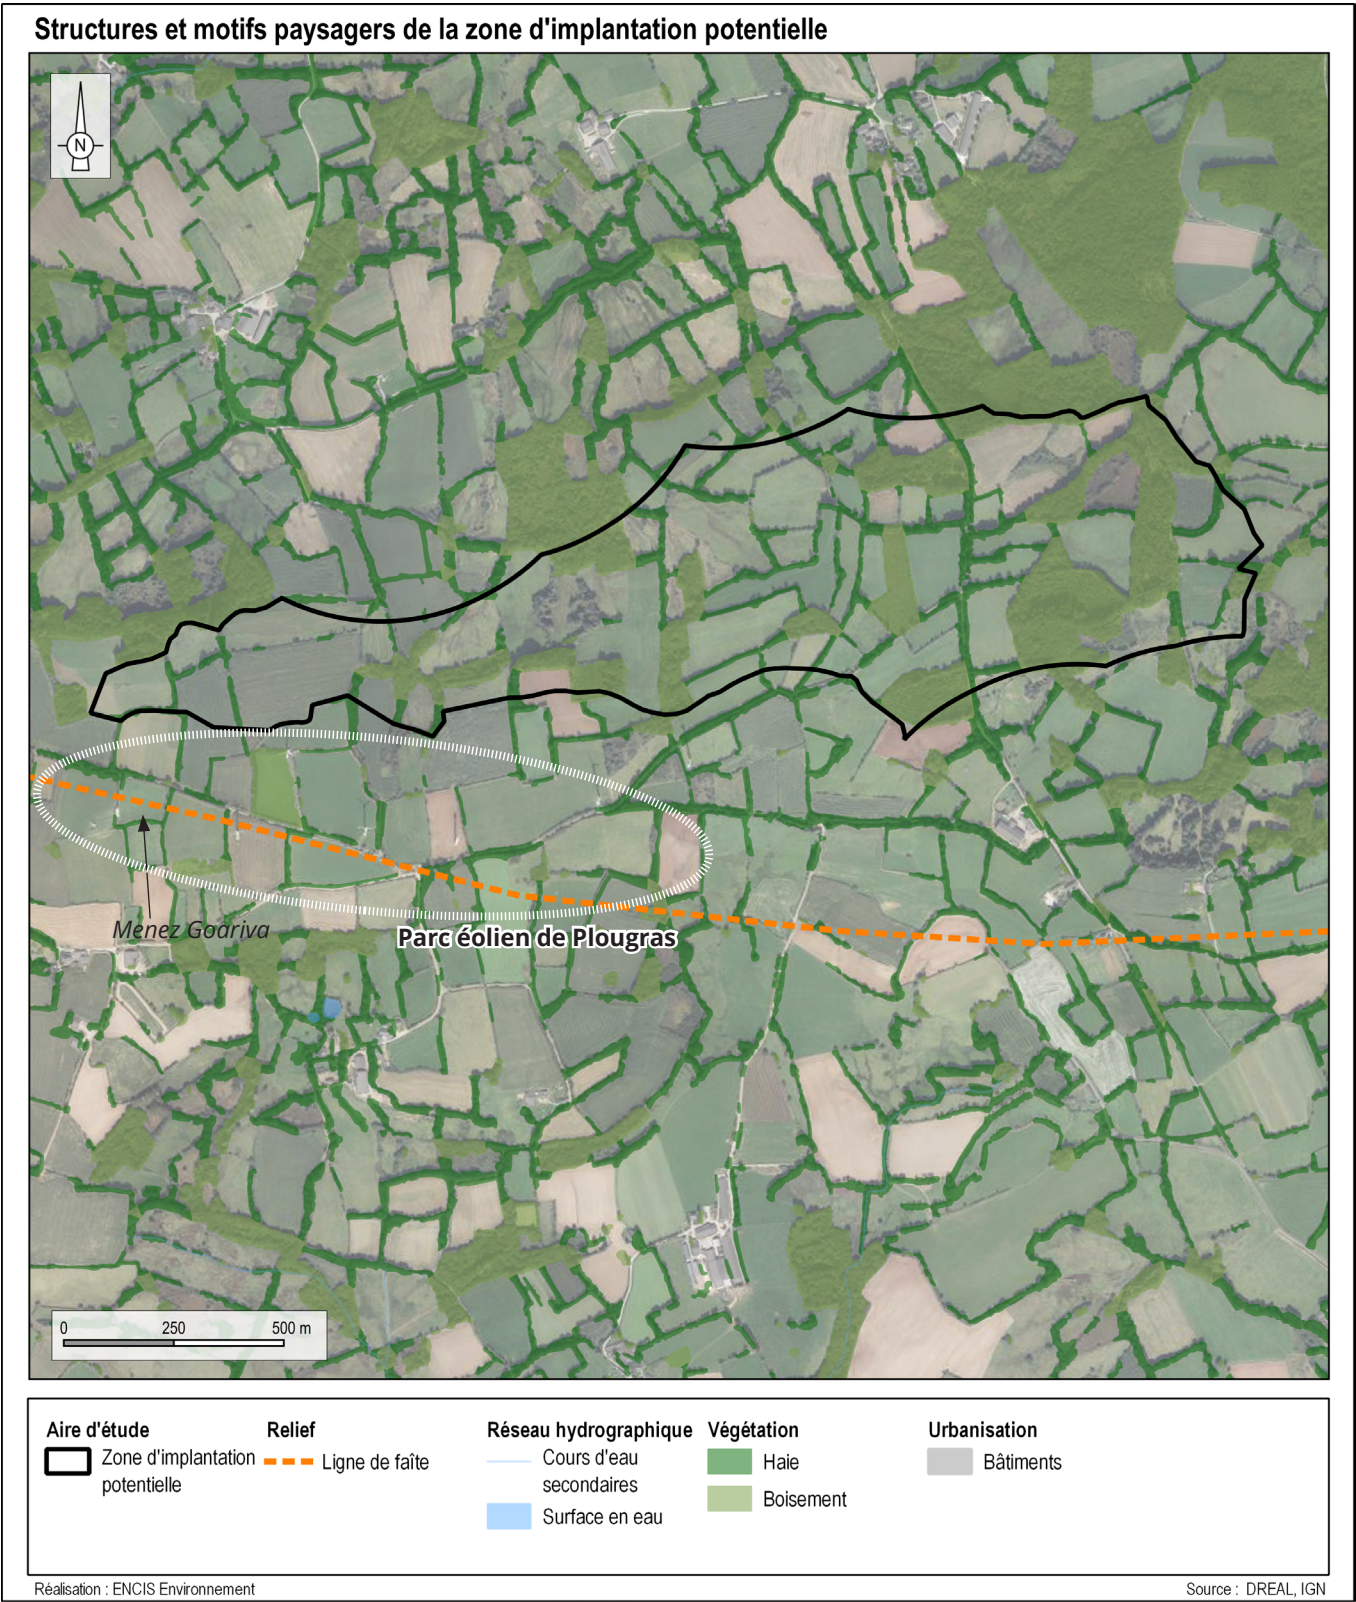 Structures et motifs paysagers de la zone d'implantation potentielle
N
Menez Goariva
Parc éolien de Plougras
0 250 500 m
Aire d'étude
Zone d'implantation
potentielle
Relief
Ligne de faîte
Réseau hydrographique
Cours d'eau
secondaires
Surface en eau
Végétation
Haie
Boisement
Urbanisation
Bâtiments
Réalisation : ENCIS Environnement
Source : DREAL, IGN